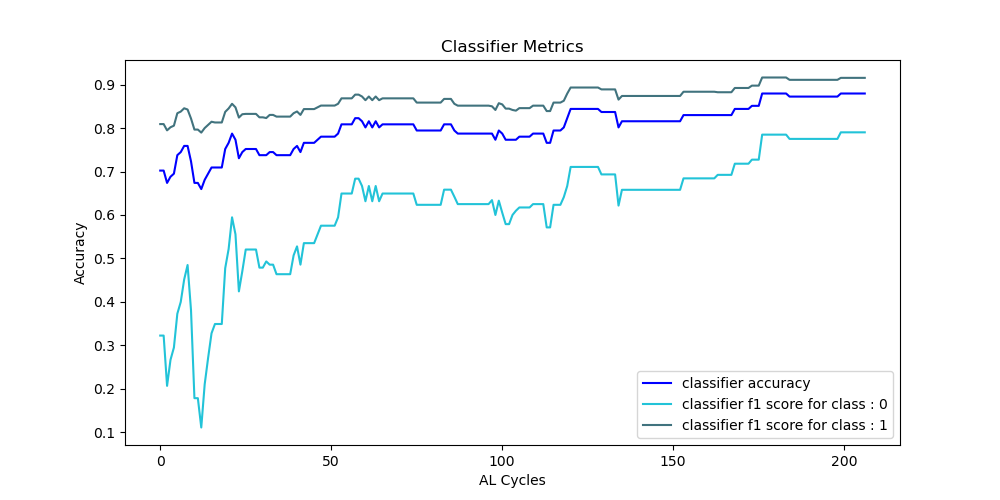 Classifier Metrics
Accuracy
0.9
0.8
0.7
0.6
0.5
0.4
0.3
0.2
0.1
classifier accuracy
classifier f1 score for class : 0
classifier f1 score for class : 1
0 50 100 150 200
AL Cycles